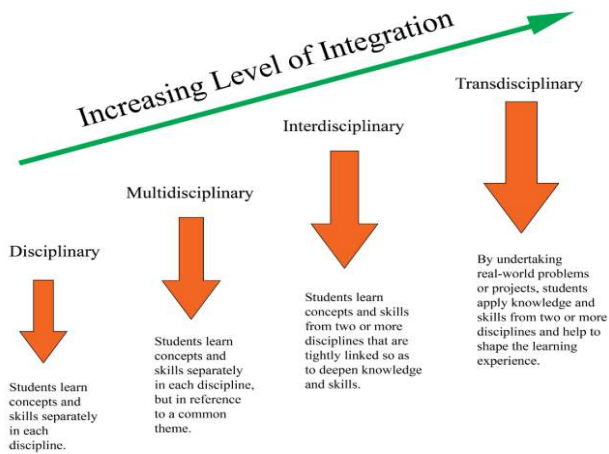 Increasing Level of Integration
Transdisciplinary
Interdisciplinary
Multidisciplinary
Disciplinary
Students learn
concepts and
skills separately
in each
discipline.
Students learn
concepts and
skills separately
in each discipline,
but in reference
to a common
theme.
Students learn
concepts and skills
from two or more
disciplines that are
tightly linked so as
to deepen knowledge
and skills.
By undertaking
real-world problems
or projects, students
apply knowledge and
skills from two or more
disciplines and help to
shape the learning
experience.